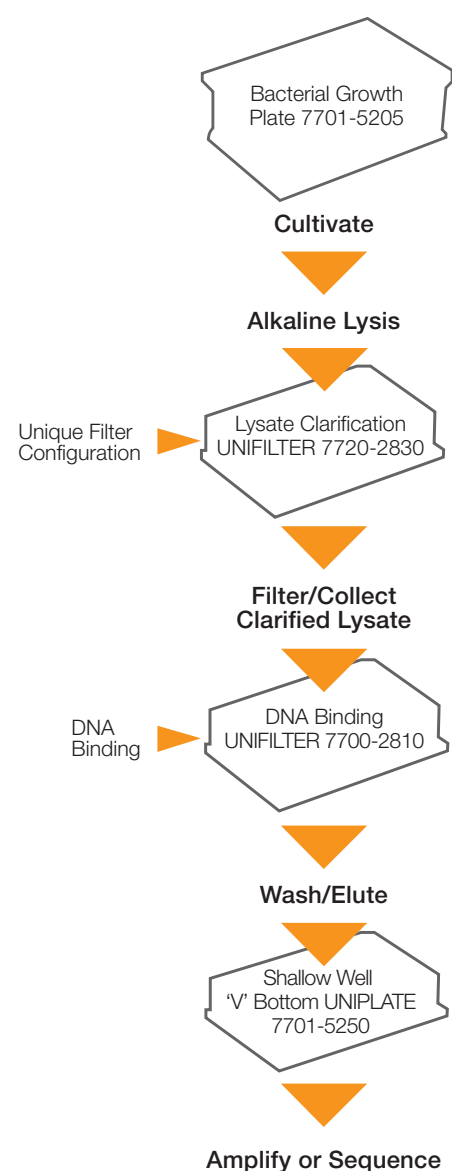 Bacterial Growth
Plate 7701-5205
Cultivate
Alkaline Lysis
Unique Filter
Configuration
Lysate Clarification
UNIFILTER 7720-2830
Filter/Collect
Clarified Lysate
DNA
Binding
DNA Binding
UNIFILTER 7700-2810
Wash/Elute
Shallow Well
‘V’ Bottom UNIPLATE
7701-5250
Amplify or Sequence